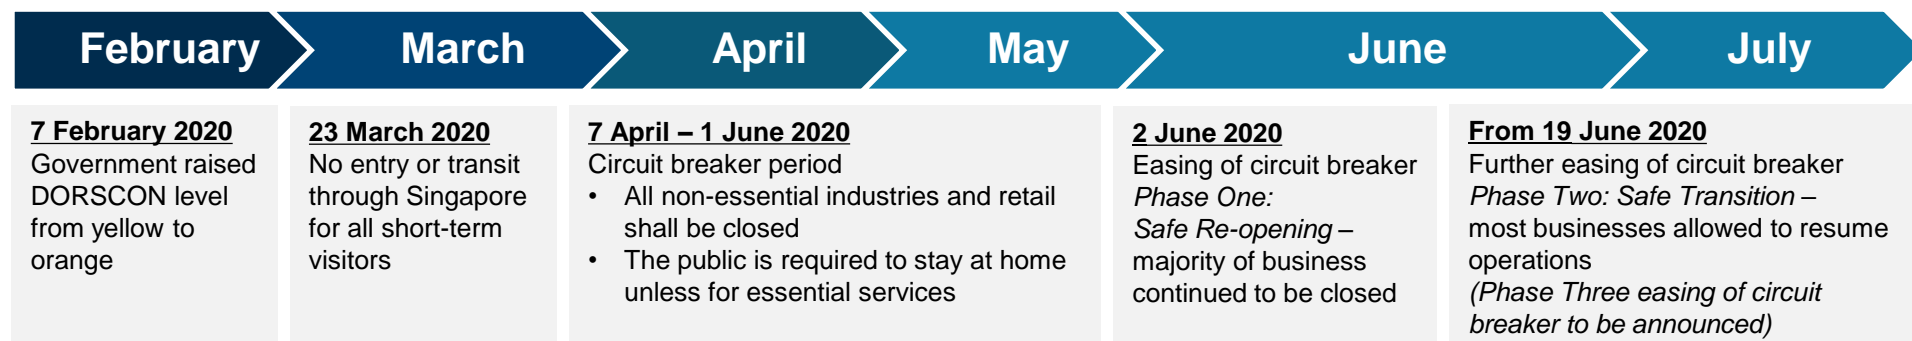 February
March
April
May
June
July
7 February 2020
Government raised
DORSCON level
from yellow to
orange
23 March 2020
No entry or transit
through Singapore
for all short-term
visitors
7 April – 1 June 2020
Circuit breaker period
• All non-essential industries and retail
shall be closed
• The public is required to stay at home
unless for essential services
2 June 2020
Easing of circuit breaker
Phase One:
Safe Re-opening –
majority of business
continued to be closed
From 19 June 2020
Further easing of circuit breaker
Phase Two: Safe Transition –
most businesses allowed to resume
operations
(Phase Three easing of circuit
breaker to be announced)